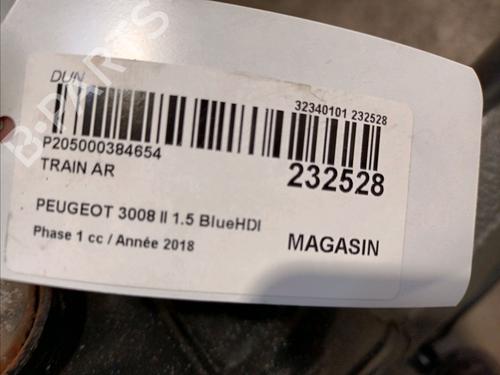 B-PARTS
DUN
32340101 232528
P205000384654
TRAIN AR
232528
PEUGEOT 3008 II 1.5 BlueHDI
Phase 1 cc / Année 2018
MAGASIN